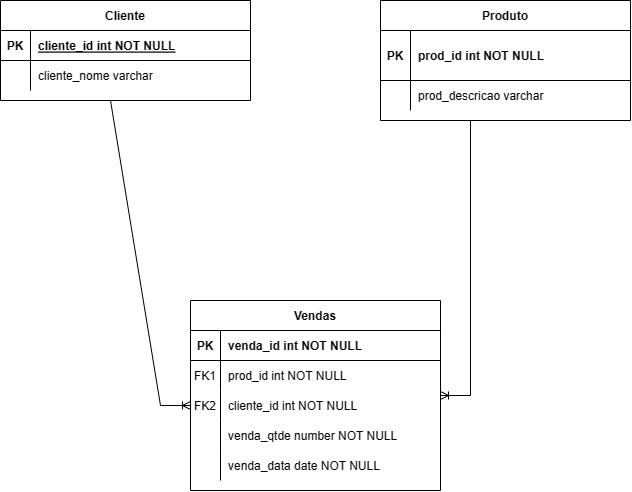 Cliente
PK cliente_id int NOT NULL
cliente_nome varchar
Produto
PK prod_id int NOT NULL
prod_descricao varchar
Vendas
PK venda_id int NOT NULL
FK1 prod_id int NOT NULL
FK2 cliente_id int NOT NULL
venda_qtde number NOT NULL
venda_data date NOT NULL